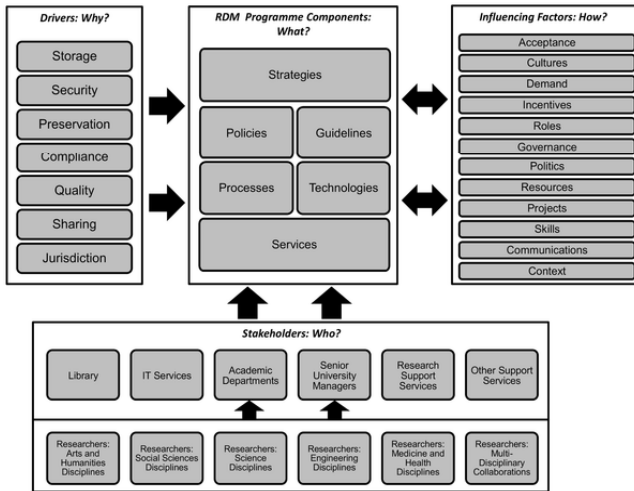 Drivers: Why?
Storage
Security
Preservation
Compliance
Quality
Sharing
Jurisdiction
RDM Programme Components:
What?
Strategies
Policies
Guidelines
Processes
Technologies
Services
Influencing Factors: How?
Acceptance
Cultures
Demand
Incentives
Roles
Governance
Politics
Resources
Projects
Skills
Communications
Context
Stakeholders: Who?
Library
IT Services
Academic
Departments
Senior
University
Managers
Research
Support
Services
Other Support
Services
Researchers:
Arts and
Humanities
Disciplines
Researchers:
Social Sciences
Disciplines
Researchers:
Science
Disciplines
Researchers:
Engineering
Disciplines
Researchers:
Medicine and
Health
Disciplines
Researchers:
Multi-
Disciplinary
Collaborations